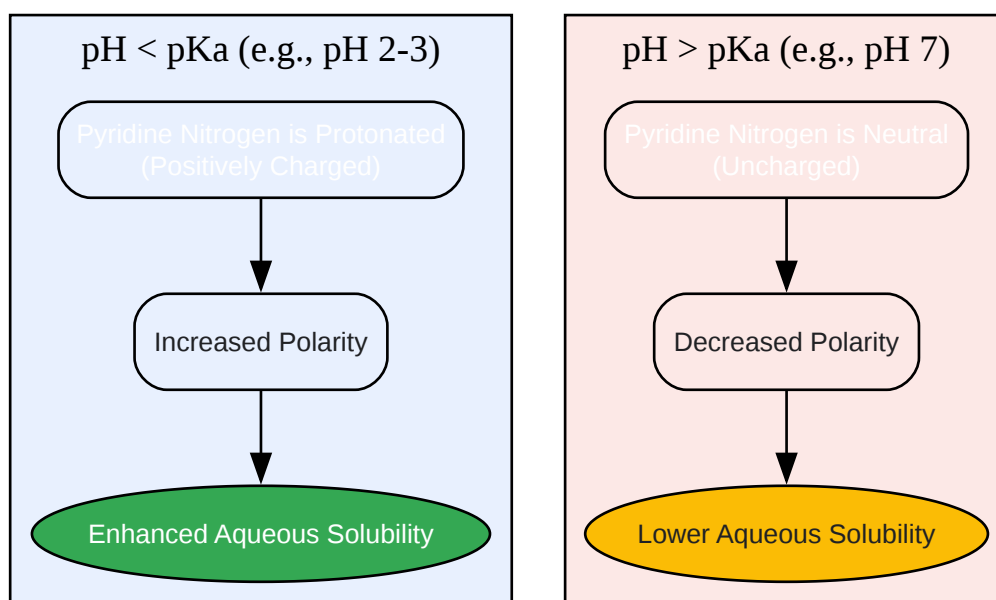 pH < pKa (e.g., pH 2-3)
Pyridine Nitrogen is Protonated
(Positively Charged)
Increased Polarity
Enhanced Aqueous Solubility
pH > pKa (e.g., pH 7)
Pyridine Nitrogen is Neutral
(Uncharged)
Decreased Polarity
Lower Aqueous Solubility